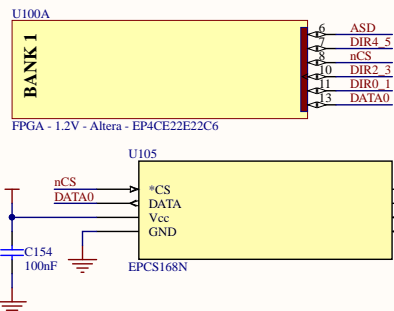 U100A
BANK 1
6 ASD
7 DIR4_5
8 nCS
10 DIR2_3
11 DIR0_1
13 DATA0
FPGA - 1.2V - Altera - EP4CE22E22C6
U105
nCS *CS
DATA0 DATA
Vcc
GND
C154
100nF
EPCS168N